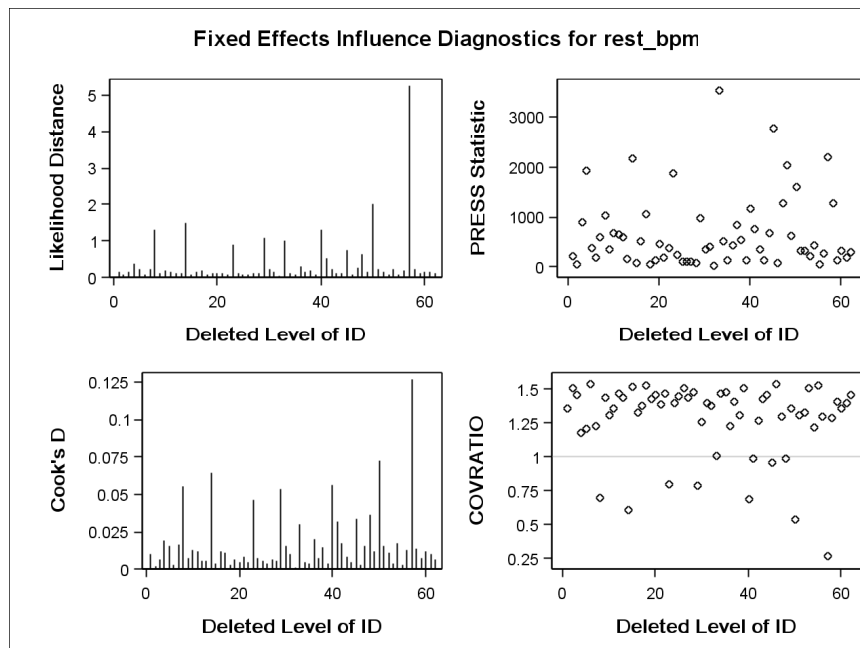 Fixed Effects Influence Diagnostics for rest_bpm
Likelihood Distance
5
4
3
2
1
0
0 20 40 60
Deleted Level of ID
PRESS Statistic
3000
2000
1000
0
0 20 40 60
Deleted Level of ID
Cook's D
0.125
0.1
0.075
0.05
0.025
0
0 20 40 60
Deleted Level of ID
COVRATIO
1.5
1.25
1
0.75
0.5
0.25
0 20 40 60
Deleted Level of ID